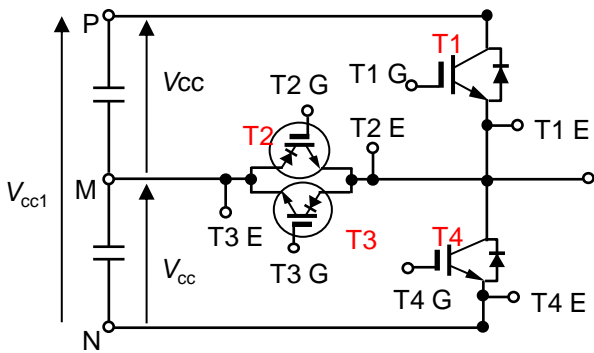 P
T1
Vcc
T1 G
T2 G
T2
T2 E
T1 E
M
Vcc1
T3 E
T3
T4
Vcc
T3 G
T4 G
T4 E
N